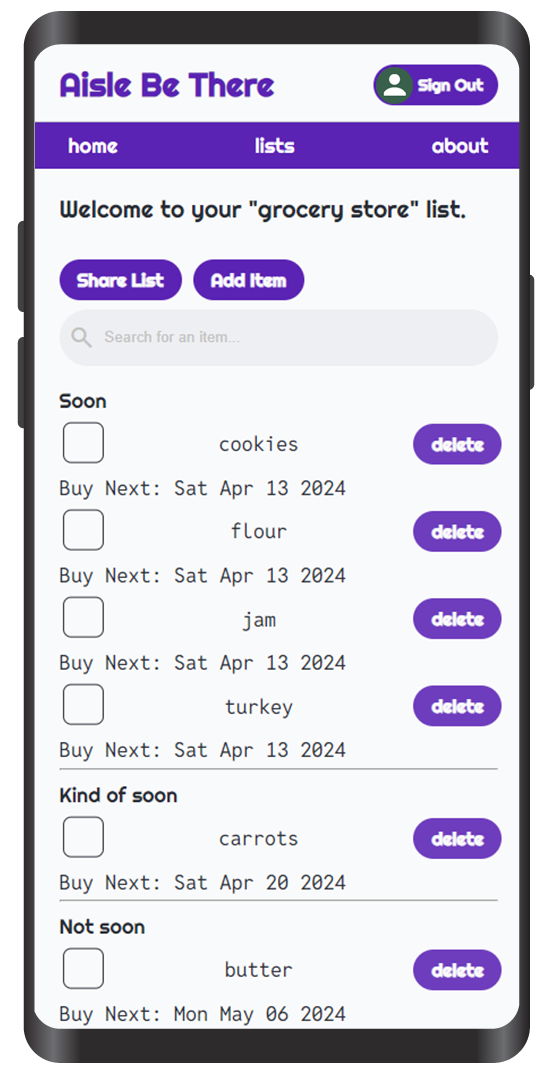 Aisle Be There
Sign Out
home lists about
Welcome to your "grocery store" list.
Share List Add Item
Search for an item...
Soon
cookies delete
Buy Next: Sat Apr 13 2024
flour delete
Buy Next: Sat Apr 13 2024
jam delete
Buy Next: Sat Apr 13 2024
turkey delete
Buy Next: Sat Apr 13 2024
Kind of soon
carrots delete
Buy Next: Sat Apr 20 2024
Not soon
butter delete
Buy Next: Mon May 06 2024